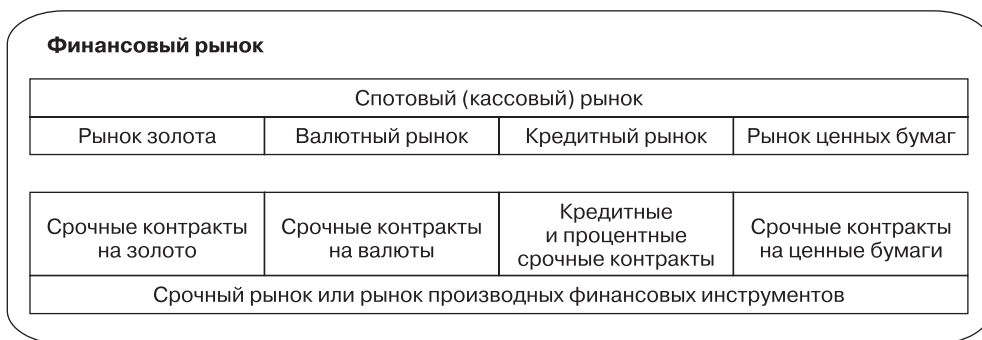 Финансовый рынок
Спотовый (кассовый) рынок
Рынок золота
Валютный рынок
Кредитный рынок
Рынок ценных бумаг
Срочные контракты
на золото
Срочные контракты
на валюты
Кредитные
и процентные
срочные контракты
Срочные контракты
на ценные бумаги
Срочный рынок или рынок производных финансовых инструментов